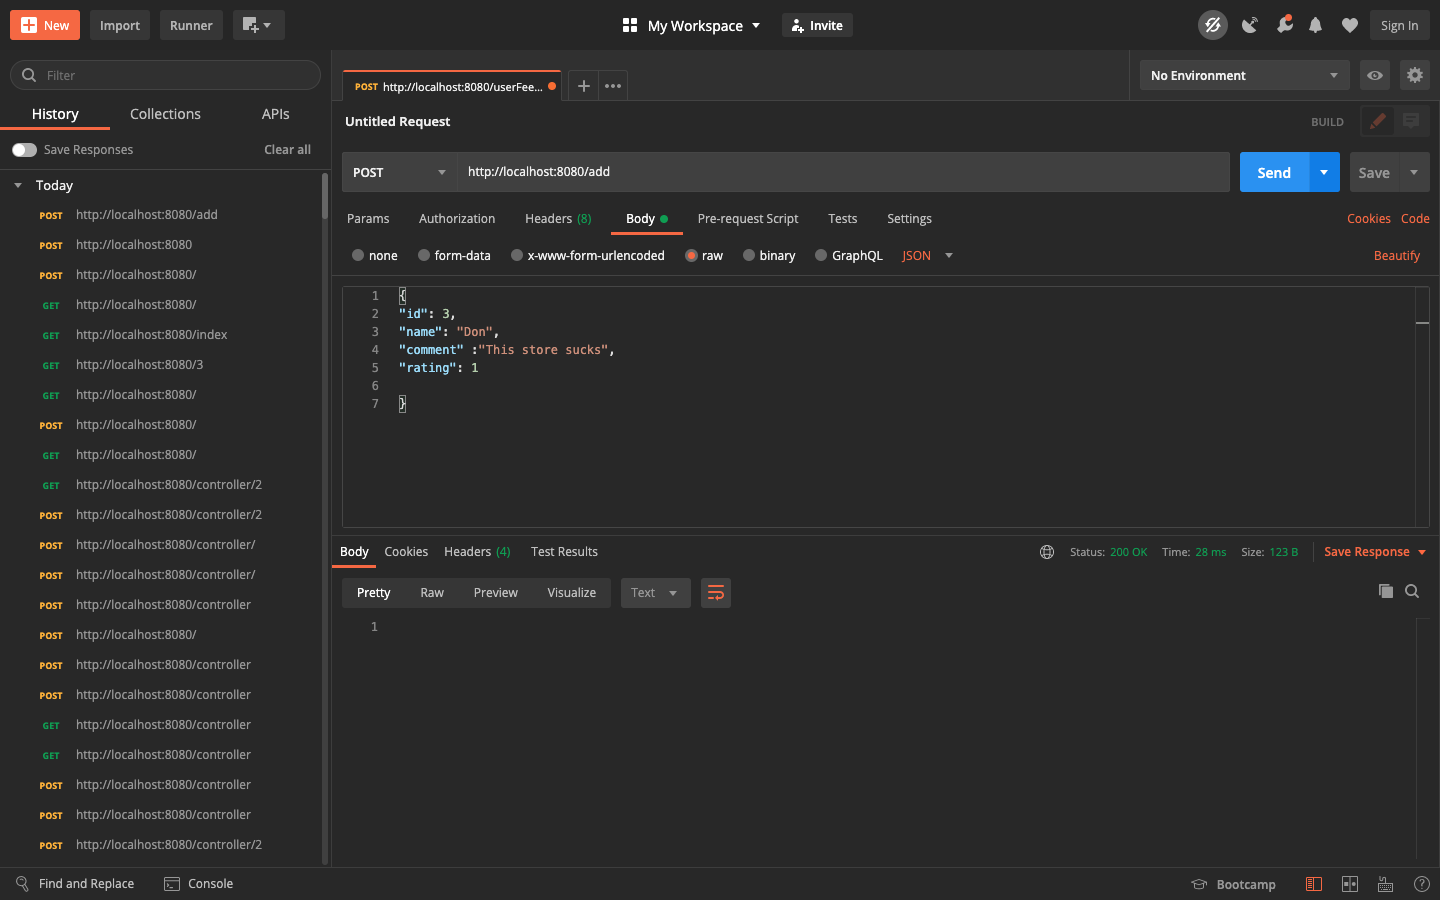 New
Import
Runner
My Workspace
Invite
Sign In
Filter
History
Collections
APIs
Save Responses
Clear all
Today
POST http://localhost:8080/add
POST http://localhost:8080
POST http://localhost:8080/
GET http://localhost:8080/
GET http://localhost:8080/index
GET http://localhost:8080/3
GET http://localhost:8080/
POST http://localhost:8080/
GET http://localhost:8080/
GET http://localhost:8080/controller/2
POST http://localhost:8080/controller/2
POST http://localhost:8080/controller/
POST http://localhost:8080/controller/
POST http://localhost:8080/controller
POST http://localhost:8080/
POST http://localhost:8080/controller
POST http://localhost:8080/controller
GET http://localhost:8080/controller
GET http://localhost:8080/controller
POST http://localhost:8080/controller
POST http://localhost:8080/controller
POST http://localhost:8080/controller/2
POST http://localhost:8080/userFee...
No Environment
Untitled Request
BUILD
POST http://localhost:8080/add
Send
Save
Params Authorization Headers (8) Body Pre-request Script Tests Settings
Cookies Code
none form-data x-www-form-urlencoded raw binary GraphQL JSON
Beautify
1 {
2 "id": 3,
3 "name": "Don",
4 "comment" :"This store sucks",
5 "rating": 1
6
7 }
Body Cookies Headers (4) Test Results
Status: 200 OK Time: 28 ms Size: 123 B
Save Response
Pretty Raw Preview Visualize Text
1
Find and Replace
Console
Bootcamp